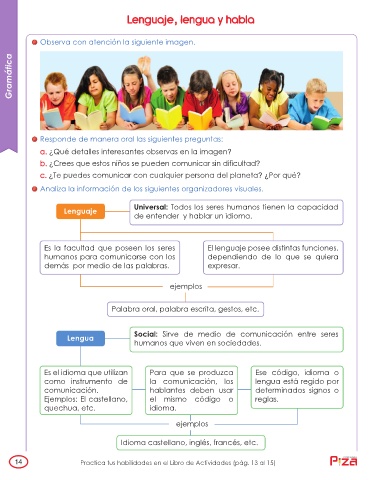 Lenguaje, lengua y habla
Gramática
Observa con atención la siguiente imagen.
Responde de manera oral las siguientes preguntas:
a. ¿Qué detalles interesantes observas en la imagen?
b. ¿Crees que estos niños se pueden comunicar sin dificultad?
c. ¿Te puedes comunicar con cualquier persona del planeta? ¿Por qué?
Analiza la información de los siguientes organizadores visuales.
Lenguaje
Universal: Todos los seres humanos tienen la capacidad
de entender y hablar un idioma.
Es la facultad que poseen los seres
humanos para comunicarse con los
demás por medio de las palabras.
El lenguaje posee distintas funciones,
dependiendo de lo que se quiera
expresar.
ejemplos
Palabra oral, palabra escrita, gestos, etc.
Lengua
Social: Sirve de medio de comunicación entre seres
humanos que viven en sociedades.
Es el idioma que utilizan
como instrumento de
comunicación.
Ejemplos: El castellano,
quechua, etc.
Para que se produzca
la comunicación, los
hablantes deben usar
el mismo código o
idioma.
Ese código, idioma o
lengua está regido por
determinados signos o
reglas.
ejemplos
Idioma castellano, inglés, francés, etc.
14
Practica tus habilidades en el Libro de Actividades (pág. 13 al 15)